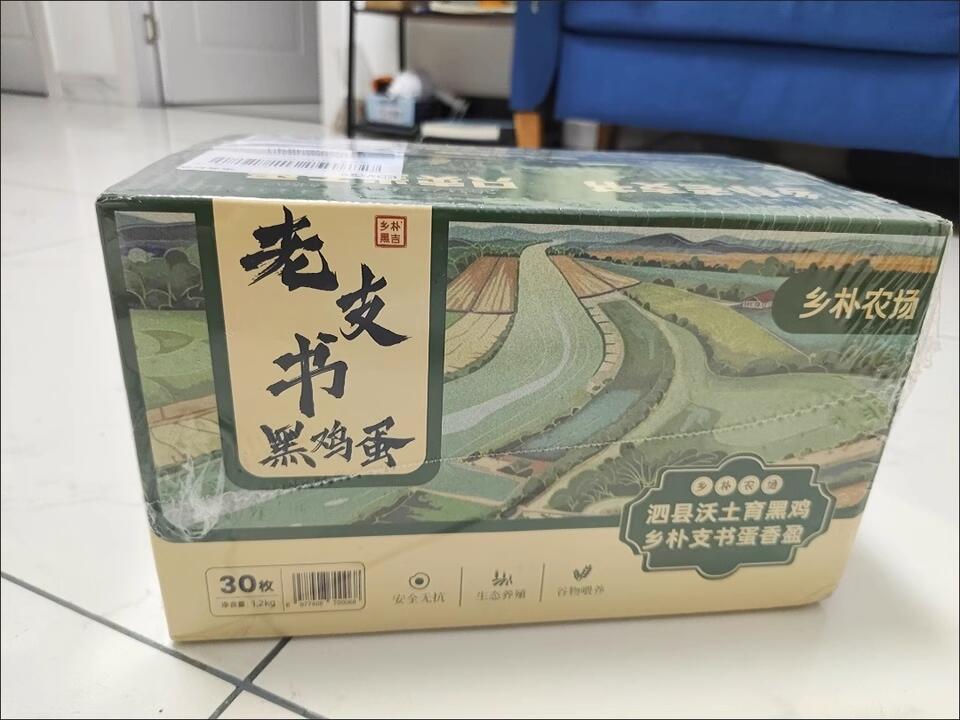 老支书
黑鸡蛋
乡朴
黑吉
乡朴农场
乡朴农场
泗县沃土育黑鸡
乡朴支书蛋香盈
30枚
净含量: 1.2kg
安全无抗
生态养殖
谷物喂养